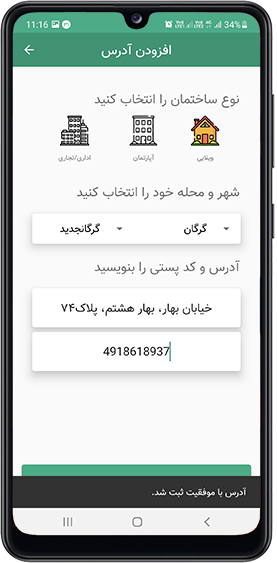 11:16 34%
افزودن آدرس
نوع ساختمان را انتخاب کنید
ویلایی آپارتمان اداری/تجاری
شهر و محله خود را انتخاب کنید
گرگان گرگانجدید
آدرس و کد پستی را بنویسید
خیابان بهار، بهار هشتم، پلاک۷۴
4918618937
آدرس با موفقیت ثبت شد.